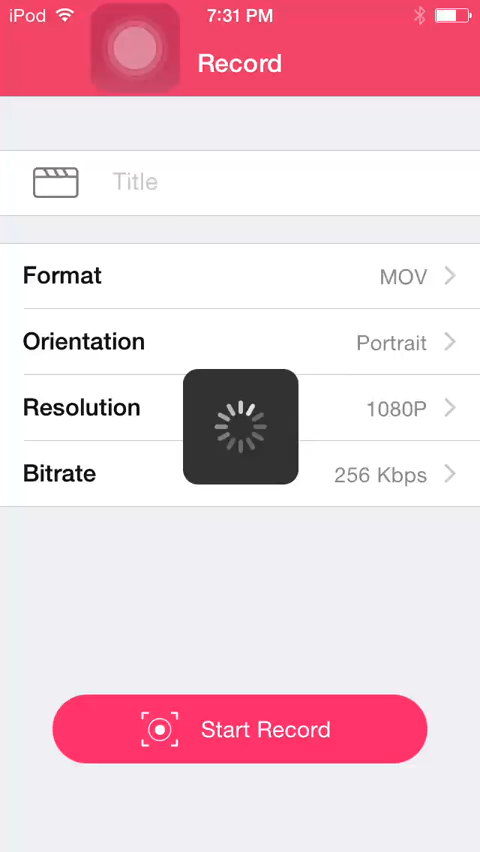 iPod 7:31 PM
Record
Title
Format MOV
Orientation Portrait
Resolution 1080P
Bitrate 256 Kbps
Start Record